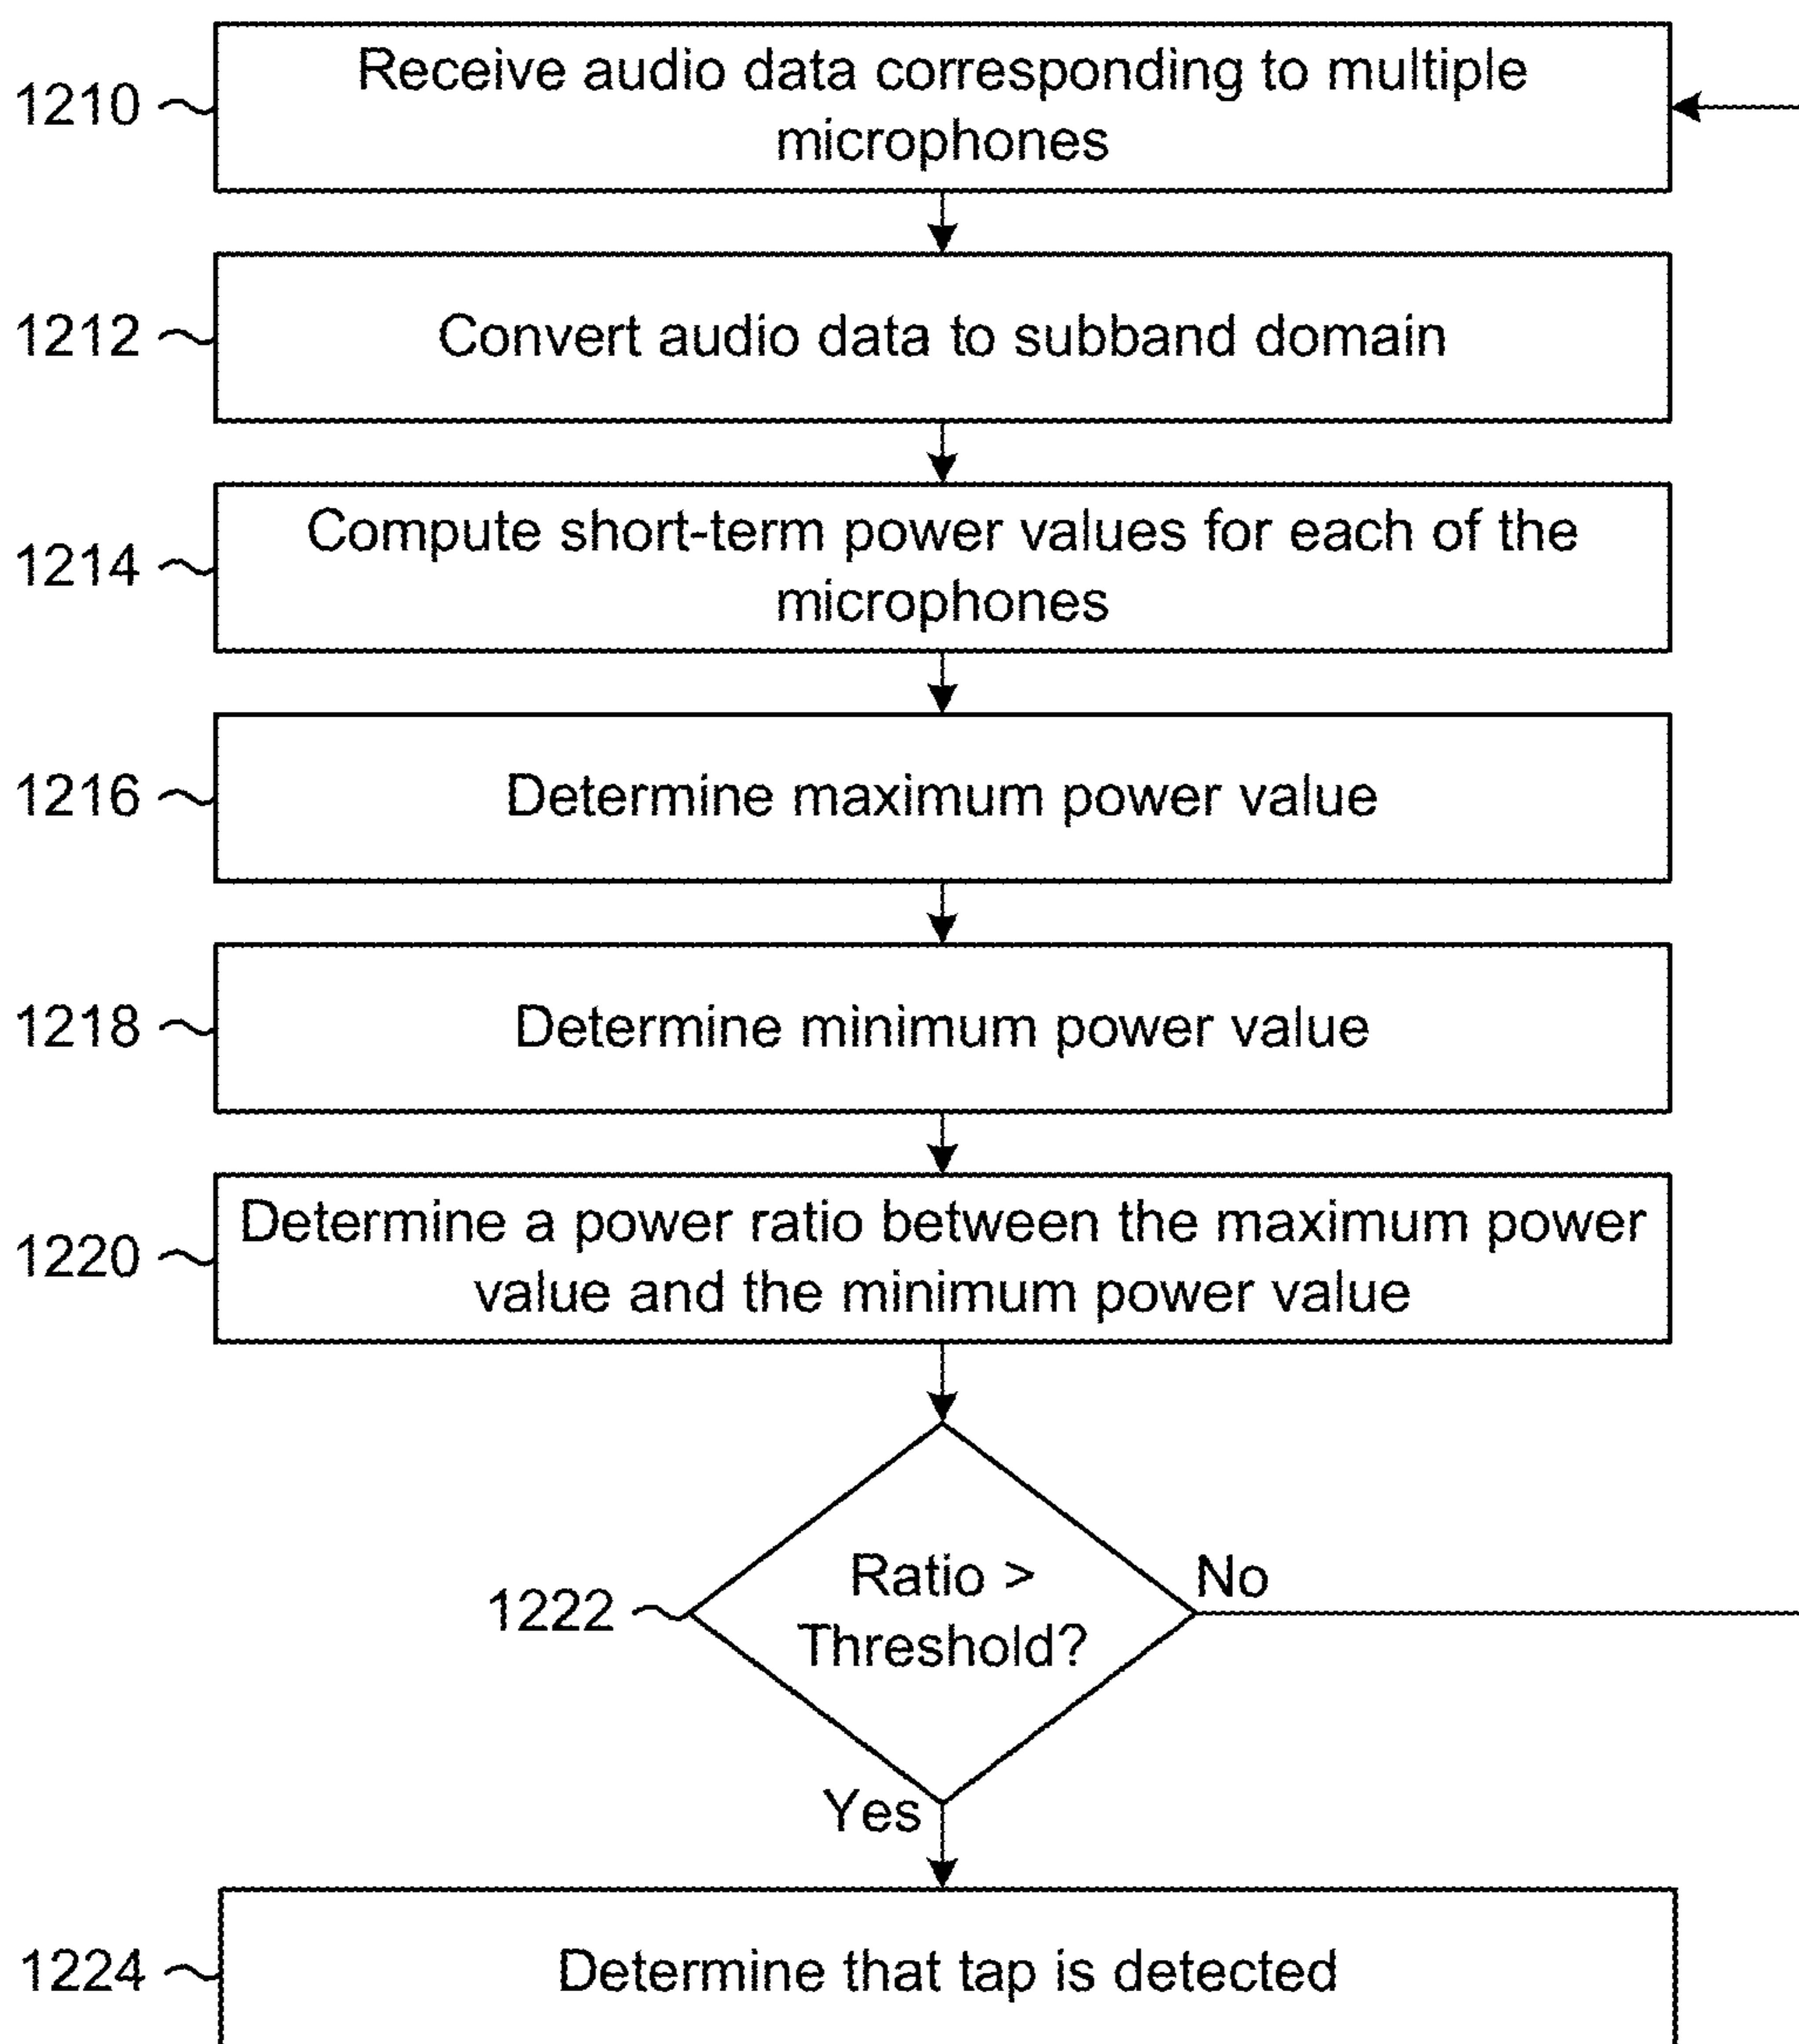 1210
Receive audio data corresponding to multiple
microphones
1212
Convert audio data to subband domain
1214
Compute short-term power values for each of the
microphones
1216
Determine maximum power value
1218
Determine minimum power value
1220
Determine a power ratio between the maximum power
value and the minimum power value
1222
Ratio >
Threshold?
No
Yes
1224
Determine that tap is detected